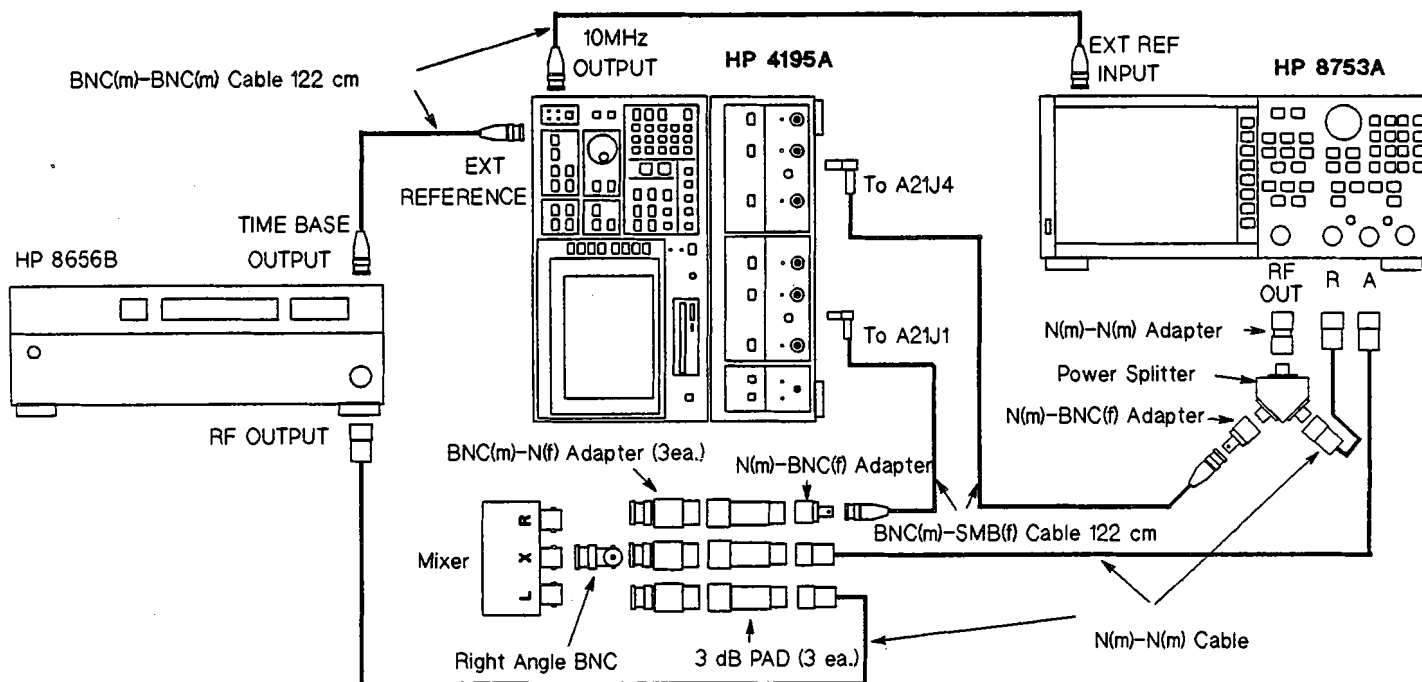 10MHz
OUTPUT
HP 4195A
EXT REF
INPUT
HP 8753A
BNC(m)-BNC(m) Cable 122 cm
EXT
REFERENCE
To A21J4
TIME BASE
OUTPUT
HP 8656B
RF
OUT
R
A
To A21J1
N(m)-N(m) Adapter
Power Splitter
N(m)-BNC(f) Adapter
RF OUTPUT
BNC(m)-N(f) Adapter (3ea.)
N(m)-BNC(f) Adapter
BNC(m)-SMB(f) Cable 122 cm
Mixer
R
X
L
Right Angle BNC
3 dB PAD (3 ea.)
N(m)-N(m) Cable